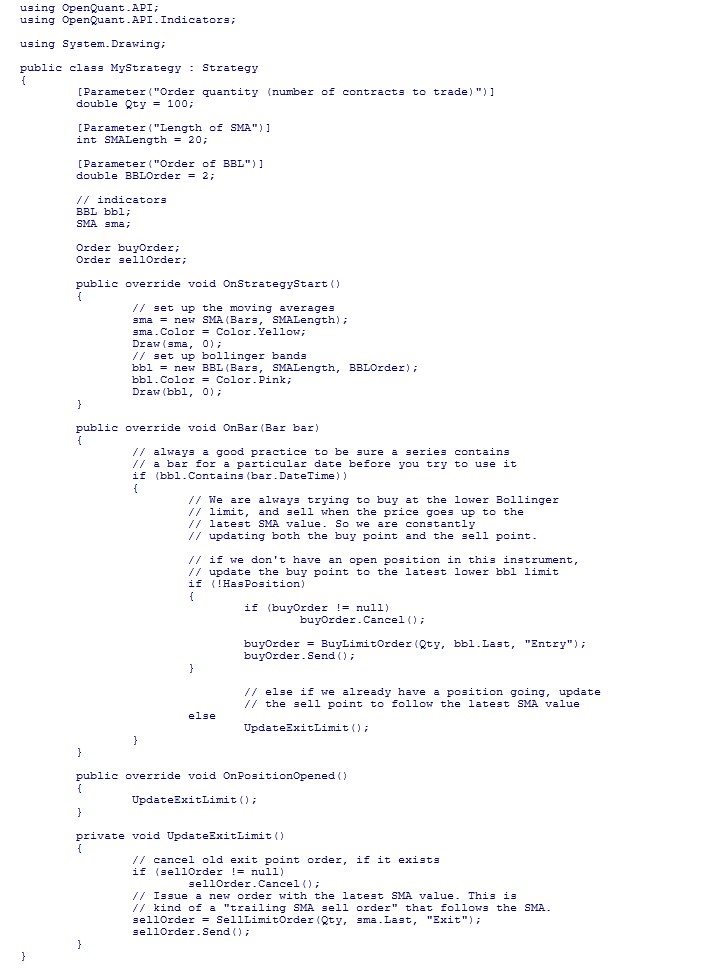 using OpenQuant.API;
using OpenQuant.API.Indicators;

using System.Drawing;

public class MyStrategy : Strategy
{
        [Parameter("Order quantity (number of contracts to trade)")]
        double Qty = 100;

        [Parameter("Length of SMA")]
        int SMALength = 20;

        [Parameter("Order of BBL")]
        double BBLOrder = 2;

        // indicators
        BBL bbl;
        SMA sma;

        Order buyOrder;
        Order sellOrder;

        public override void OnStrategyStart()
        {
                // set up the moving averages
                sma = new SMA(Bars, SMALength);
                sma.Color = Color.Yellow;
                Draw(sma, 0);
                // set up bollinger bands
                bbl = new BBL(Bars, SMALength, BBLOrder);
                bbl.Color = Color.Pink;
                Draw(bbl, 0);
        }

        public override void OnBar(Bar bar)
        {
                // always a good practice to be sure a series contains
                // a bar for a particular date before you try to use it
                if (bbl.Contains(bar.DateTime))
                {
                        // We are always trying to buy at the lower Bollinger
                        // limit, and sell when the price goes up to the
                        // latest SMA value. So we are constantly
                        // updating both the buy point and the sell point.

                        // if we don't have an open position in this instrument,
                        // update the buy point to the latest lower bbl limit
                        if (!HasPosition)
                        {
                                if (buyOrder != null)
                                        buyOrder.Cancel();

                                buyOrder = BuyLimitOrder(Qty, bbl.Last, "Entry");
                                buyOrder.Send();
                        }

                                // else if we already have a position going, update
                                // the sell point to follow the latest SMA value
                        else
                                UpdateExitLimit();
                }
        }

        public override void OnPositionOpened()
        {
                UpdateExitLimit();
        }

        private void UpdateExitLimit()
        {
                // cancel old exit point order, if it exists
                if (sellOrder != null)
                        sellOrder.Cancel();
                // Issue a new order with the latest SMA value. This is
                // kind of a "trailing SMA sell order" that follows the SMA.
                sellOrder = SellLimitOrder(Qty, sma.Last, "Exit");
                sellOrder.Send();
        }
}